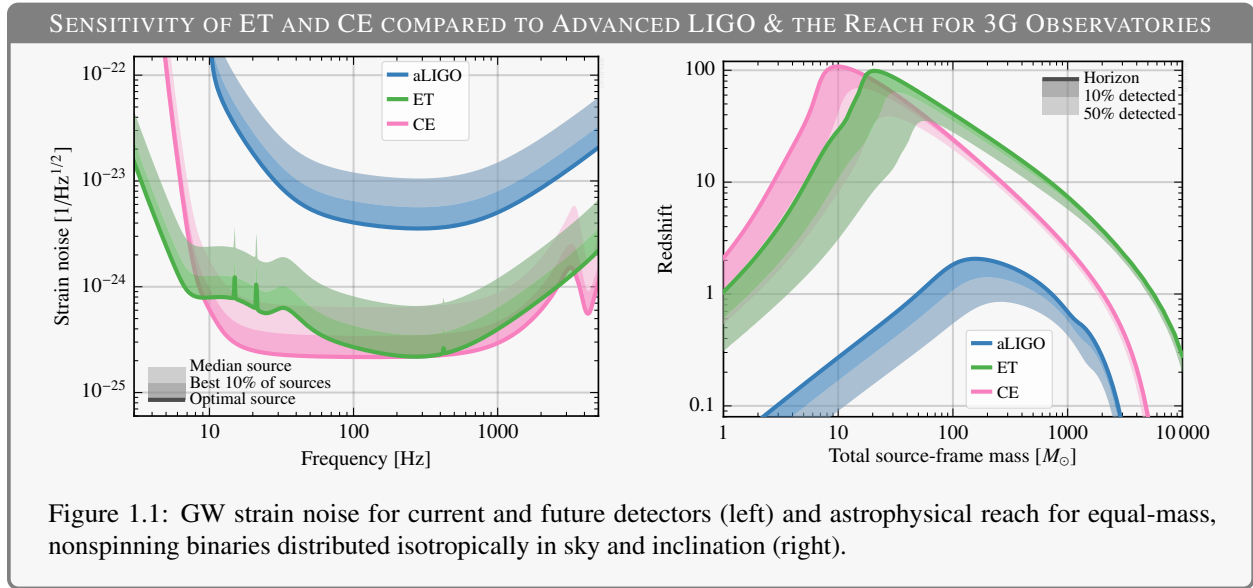 SENSITIVITY OF ET AND CE COMPARED TO ADVANCED LIGO & THE REACH FOR 3G OBSERVATORIES
Strain noise [1/Hz^{1/2}]
10^{−22}
10^{−23}
10^{−24}
10^{−25}
aLIGO
ET
CE
Median source
Best 10% of sources
Optimal source
10
100
1000
Frequency [Hz]
Redshift
100
10
1
0.1
Horizon
10% detected
50% detected
aLIGO
ET
CE
1
10
100
1000
10 000
Total source-frame mass [M_⊙]
Figure 1.1: GW strain noise for current and future detectors (left) and astrophysical reach for equal-mass,
nonspinning binaries distributed isotropically in sky and inclination (right).